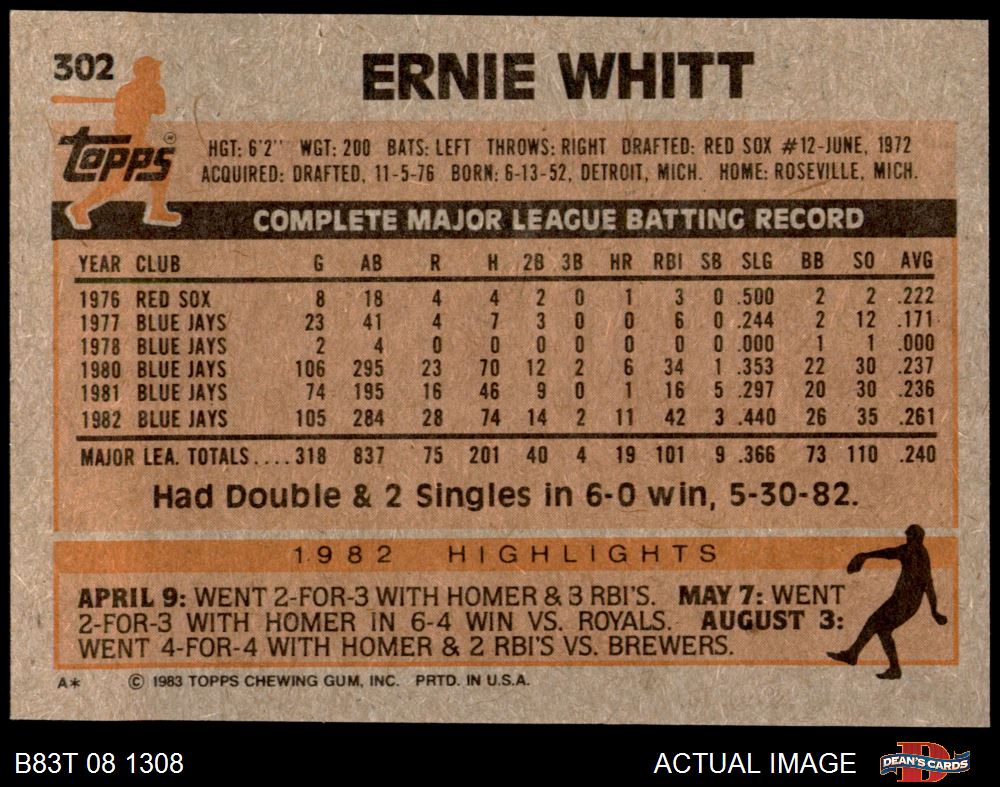 302
ERNIE WHITT
Topps ®
HGT: 6'2" WGT: 200 BATS: LEFT THROWS: RIGHT DRAFTED: RED SOX #12-JUNE, 1972
ACQUIRED: DRAFTED, 11-5-76 BORN: 6-13-52, DETROIT, MICH. HOME: ROSEVILLE, MICH.
COMPLETE MAJOR LEAGUE BATTING RECORD
YEAR CLUB G AB R H 2B 3B HR RBI SB SLG BB SO AVG
1976 RED SOX 8 18 4 4 2 0 1 3 0 .500 2 2 .222
1977 BLUE JAYS 23 41 4 7 3 0 0 6 0 .244 2 12 .171
1978 BLUE JAYS 2 4 0 0 0 0 0 0 0 .000 1 1 .000
1980 BLUE JAYS 106 295 23 70 12 2 6 34 1 .353 22 30 .237
1981 BLUE JAYS 74 195 16 46 9 0 1 16 5 .297 20 30 .236
1982 BLUE JAYS 105 284 28 74 14 2 11 42 3 .440 26 35 .261
MAJOR LEA. TOTALS....318 837 75 201 40 4 19 101 9 .366 73 110 .240
Had Double & 2 Singles in 6-0 win, 5-30-82.
1982 HIGHLIGHTS
APRIL 9: WENT 2-FOR-3 WITH HOMER & 3 RBI'S. MAY 7: WENT
2-FOR-3 WITH HOMER IN 6-4 WIN VS. ROYALS. AUGUST 3:
WENT 4-FOR-4 WITH HOMER & 2 RBI'S VS. BREWERS.
A* © 1983 TOPPS CHEWING GUM, INC. PRTD. IN U.S.A.
B83T 08 1308 ACTUAL IMAGE D DEAN'S CARDS